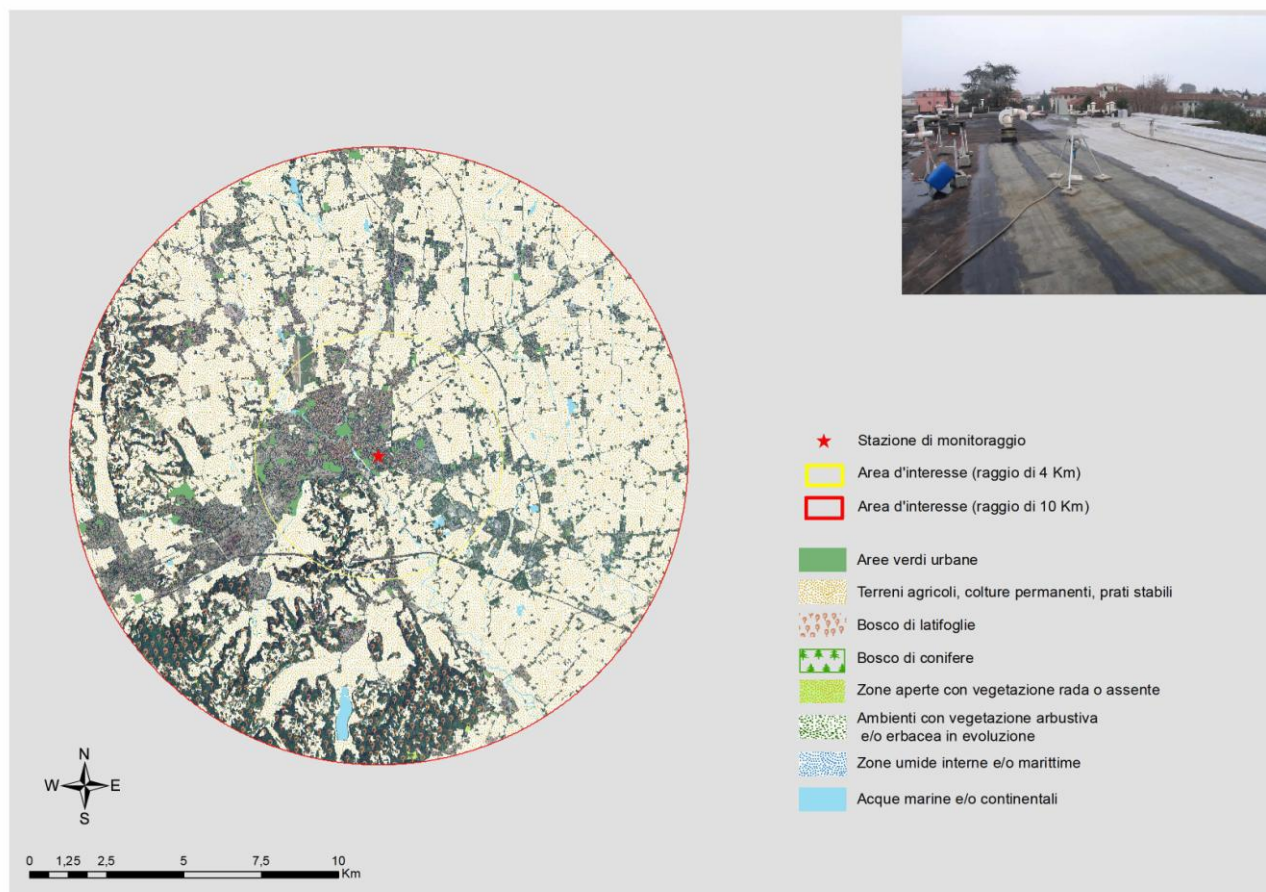 Stazione di monitoraggio
Area d'interesse (raggio di 4 Km)
Area d'interesse (raggio di 10 Km)
Aree verdi urbane
Terreni agricoli, colture permanenti, prati stabili
Bosco di latifoglie
Bosco di conifere
Zone aperte con vegetazione rada o assente
Ambienti con vegetazione arbustiva
e/o erbacea in evoluzione
Zone umide interne e/o marittime
Acque marine e/o continentali
N
W E
S
0 1,25 2,5 5 7,5 10
Km